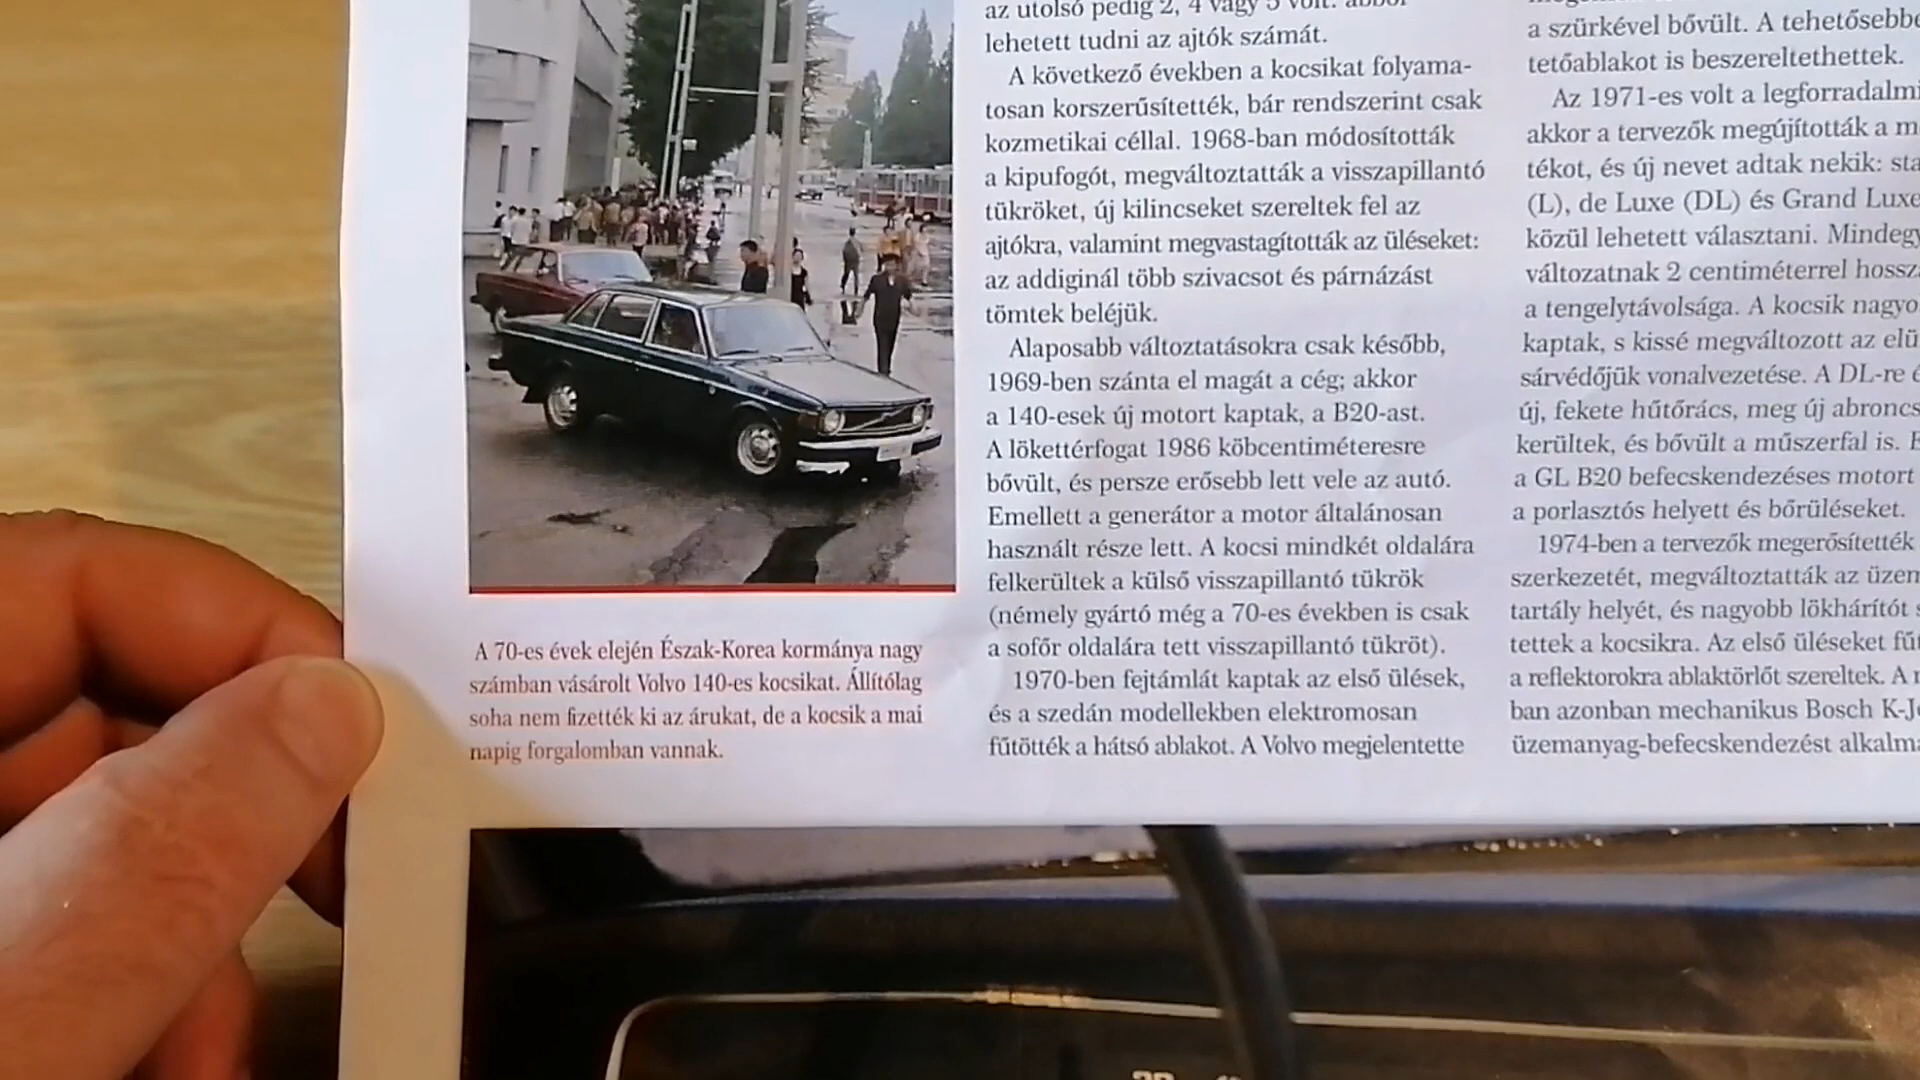 A 70-es évek elején Észak-Korea kormánya nagy
számban vásárolt Volvo 140-es kocsikat. Állítólag
soha nem fizették ki az árukat, de a kocsik a mai
napig forgalomban vannak.
az utolsó pedig 2, 4 vagy 5 volt: abból
lehetett tudni az ajtók számát.
A következő években a kocsikat folyama-
tosan korszerűsítették, bár rendszerint csak
kozmetikai céllal. 1968-ban módosították
a kipufogót, megváltoztatták a visszapillantó
tükröket, új kilincseket szereltek fel az
ajtókra, valamint megvastagították az üléseket:
az addiginál több szivacsot és párnázást
tömtek beléjük.
Alaposabb változtatásokra csak később,
1969-ben szánta el magát a cég; akkor
a 140-esek új motort kaptak, a B20-ast.
A lökettérfogat 1986 köbcentiméteresre
bővült, és persze erősebb lett vele az autó.
Emellett a generátor a motor általánosan
használt része lett. A kocsi mindkét oldalára
felkerültek a külső visszapillantó tükrök
(némely gyártó még a 70-es években is csak
a sofőr oldalára tett visszapillantó tükröt).
1970-ben fejtámlát kaptak az első ülések,
és a szedán modellekben elektromosan
fűtötték a hátsó ablakot. A Volvo megjelentette
a szürkével bővült. A tehetősebbe
tetőablakot is beszereltethettek.
Az 1971-es volt a legforradalmi
akkor a tervezők megújították a m
tékot, és új nevet adtak nekik: sta
(L), de Luxe (DL) és Grand Luxe
közül lehetett választani. Mindegy
változatnak 2 centiméterrel hossz
a tengelytávolsága. A kocsik nagyo
kaptak, s kissé megváltozott az elü
sárvédőjük vonalvezetése. A DL-re é
új, fekete hűtőrács, meg új abroncs
kerültek, és bővült a műszerfal is.
a GL B20 befecskendezéses motort
a porlasztós helyett és bőrüléseket.
1974-ben a tervezők megerősítették
szerkezetét, megváltoztatták az üzem
tartály helyét, és nagyobb lökhárítót s
tettek a kocsikra. Az első üléseket fűt
a reflektorokra ablaktörlőt szereltek. A
ban azonban mechanikus Bosch K-Je
üzemanyag-befecskendezést alkalma